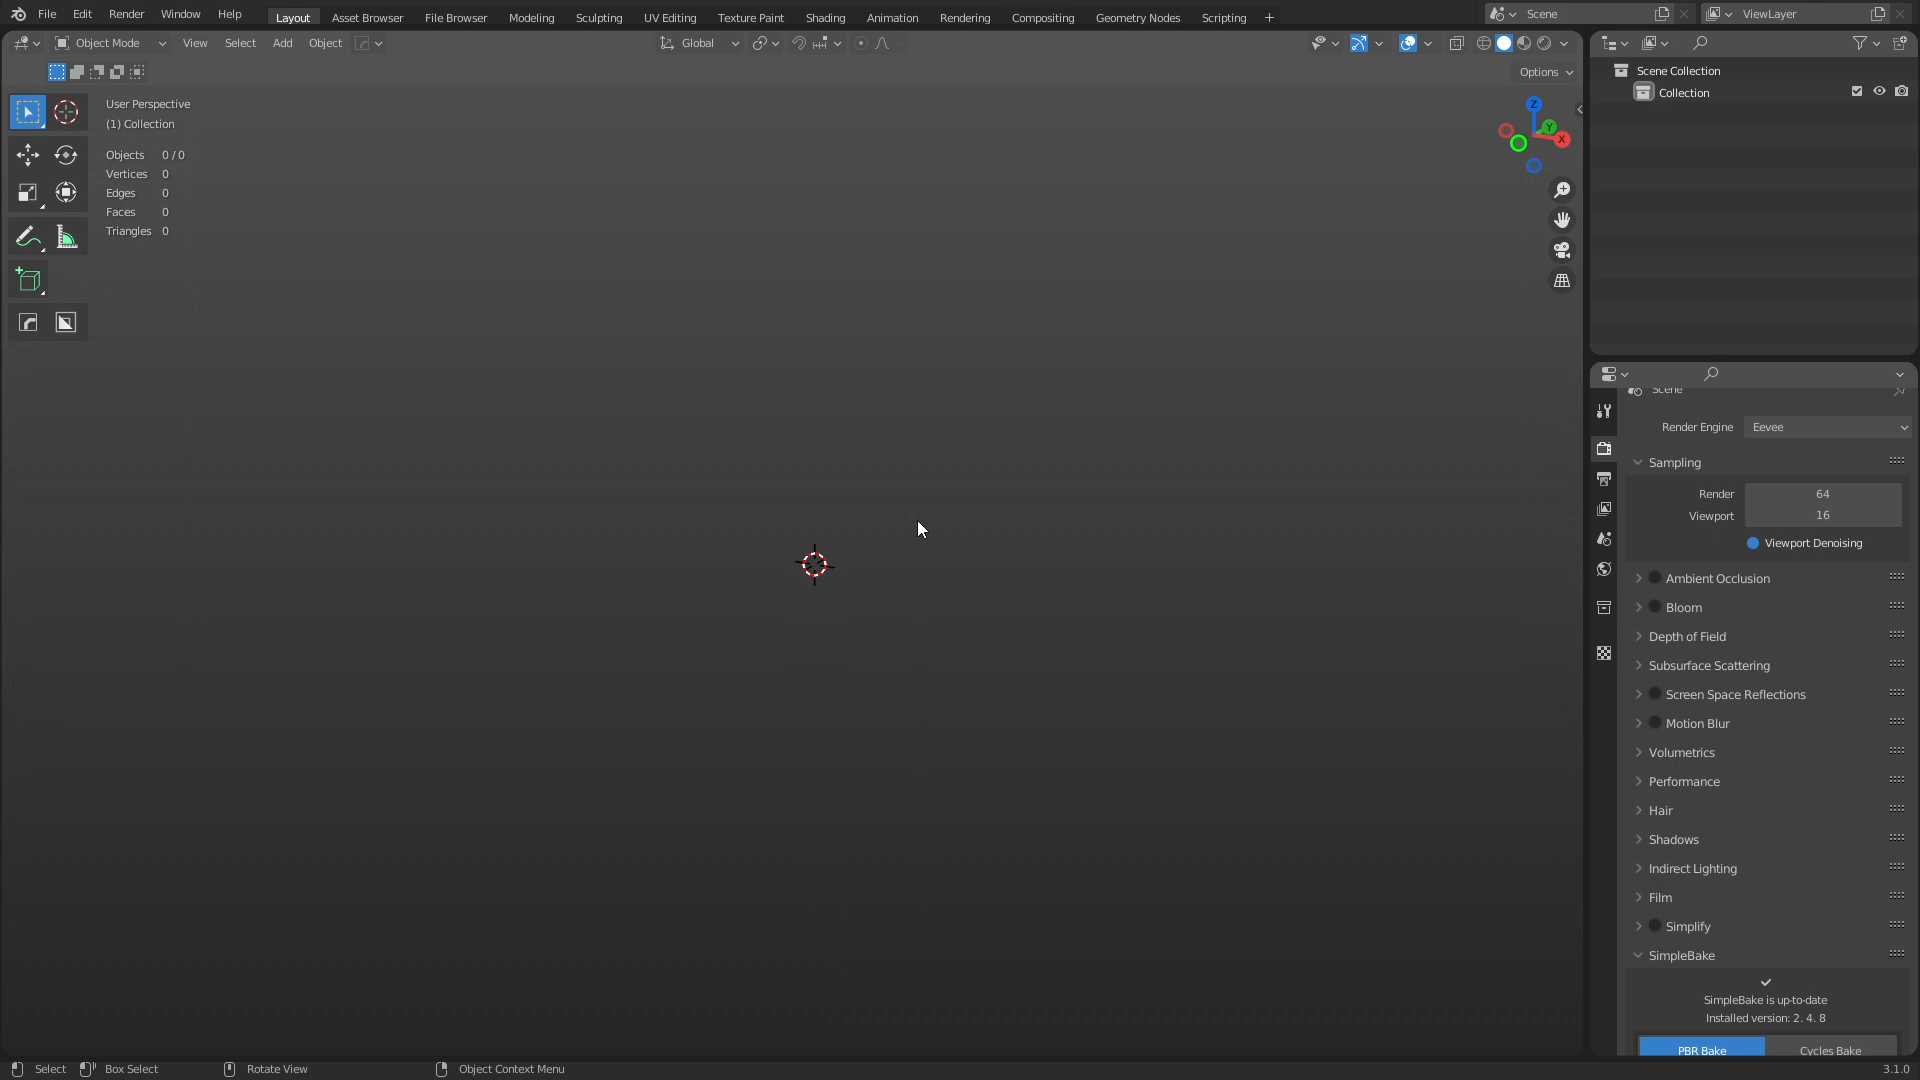 File Edit Render Window Help Layout Asset Browser File Browser Modeling Sculpting UV Editing Texture Paint Shading Animation Rendering Compositing Geometry Nodes Scripting + Scene ViewLayer
Object Mode View Select Add Object Global
Options
User Perspective
(1) Collection
Objects 0 / 0
Vertices 0
Edges 0
Faces 0
Triangles 0
Z
Y
X
Scene Collection
Collection
Scene
Render Engine Eevee
Sampling
Render 64
Viewport 16
Viewport Denoising
Ambient Occlusion
Bloom
Depth of Field
Subsurface Scattering
Screen Space Reflections
Motion Blur
Volumetrics
Performance
Hair
Shadows
Indirect Lighting
Film
Simplify
SimpleBake
SimpleBake is up-to-date
Installed version: 2. 4. 8
PBR Bake Cycles Bake
Select Box Select Rotate View Object Context Menu 3.1.0